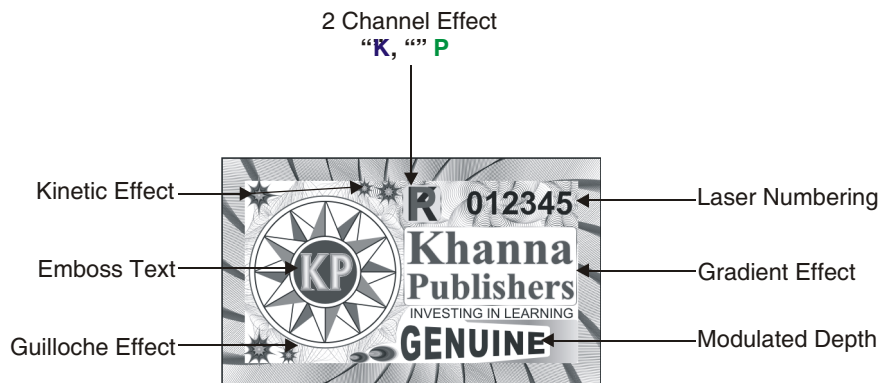 2 Channel Effect
“K, “” P
Kinetic Effect
012345
Laser Numbering
Emboss Text
KP
Khanna
Publishers
Gradient Effect
INVESTING IN LEARNING
Guilloche Effect
GENUINE
Modulated Depth